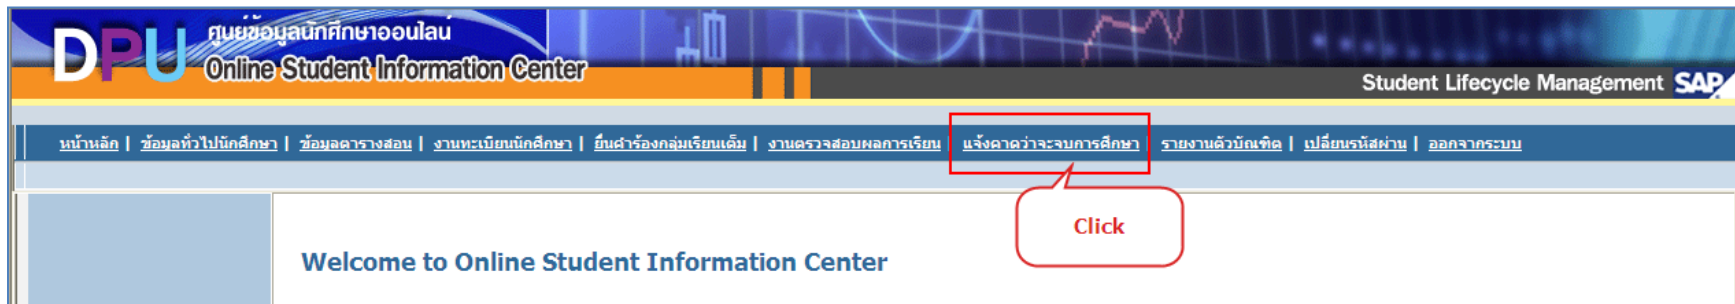 DPU ศูนย์ข้อมูลนักศึกษาออนไลน์
Online Student Information Center
Student Lifecycle Management SAP
หน้าหลัก | ข้อมูลทั่วไปนักศึกษา | ข้อมูลตารางสอน | งานทะเบียนนักศึกษา | ยื่นคำร้องกลุ่มเรียนเต็ม | งานตรวจสอบผลการเรียน | แจ้งคาดว่าจะจบการศึกษา | รายงานตัวบัณฑิต | เปลี่ยนรหัสผ่าน | ออกจากระบบ
Click
Welcome to Online Student Information Center